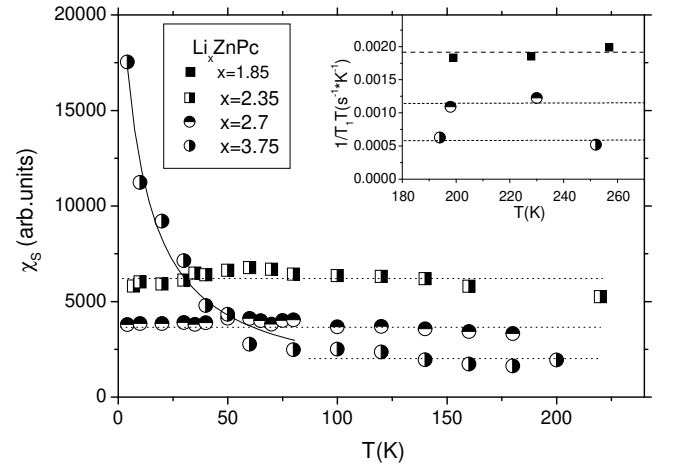 20000
15000
10000
5000
0
χS (arb.units)
0 50 100 150 200
T(K)
LixZnPc
x=1.85
x=2.35
x=2.7
x=3.75
0.0020
0.0015
0.0010
0.0005
0.0000
1/T1T(s-1*K-1)
180 200 220 240 260
T(K)